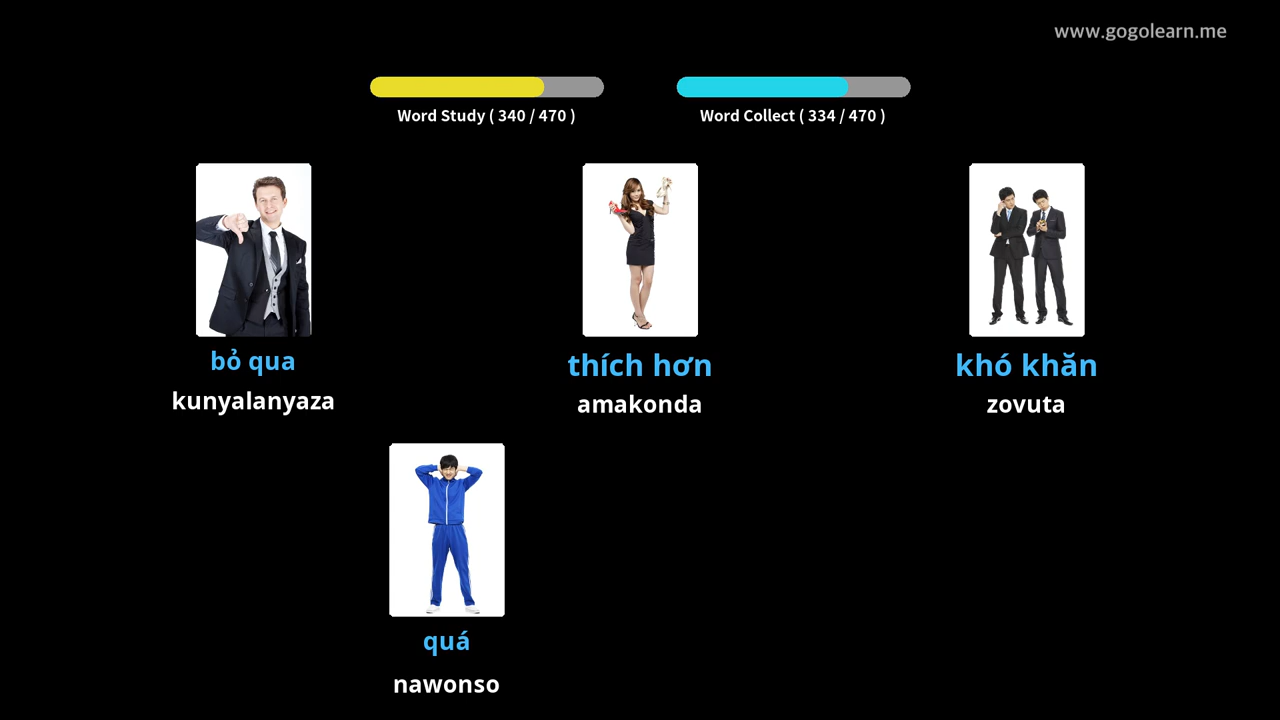 www.gogolearn.me
Word Study ( 340 / 470 )
Word Collect ( 334 / 470 )
bỏ qua
kunyalanyaza
thích hơn
amakonda
khó khăn
zovuta
quá
nawonso